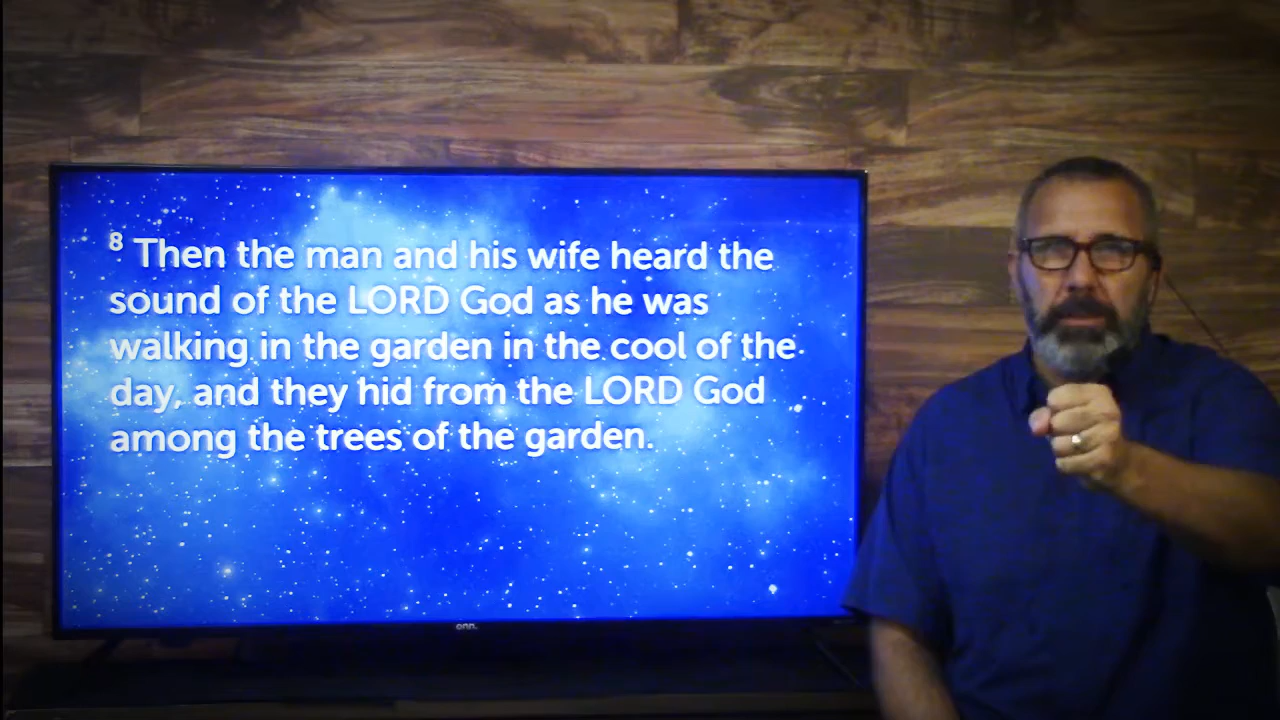 8 Then the man and his wife heard the
sound of the LORD God as he was
walking in the garden in the cool of the
day, and they hid from the LORD God
among the trees of the garden.
onn.